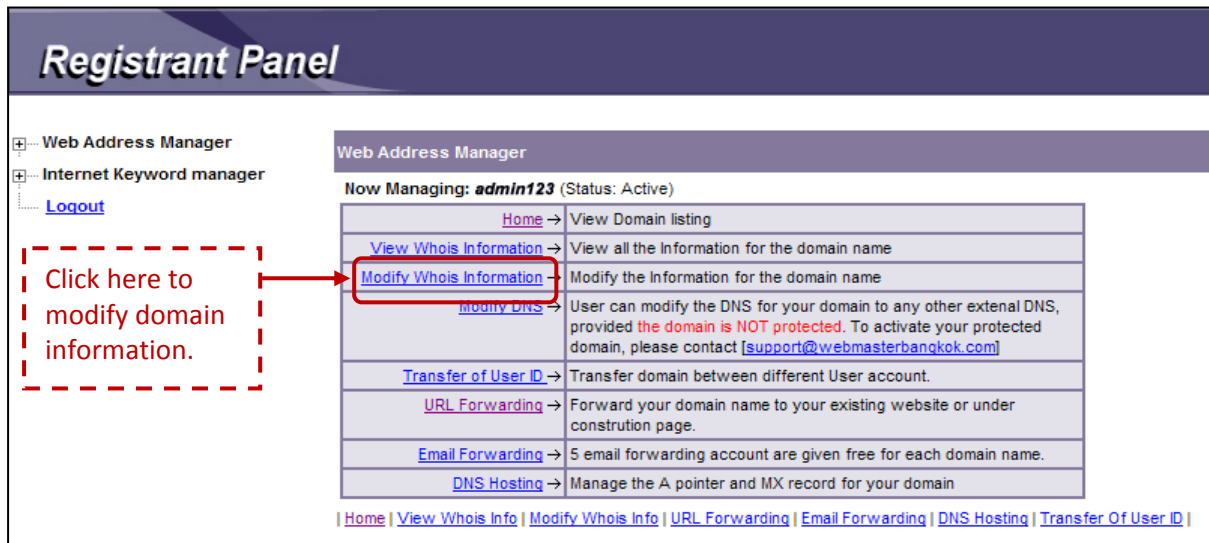 Registrant Panel
Web Address Manager
Internet Keyword manager
Logout
Click here to
modify domain
information.
Web Address Manager
Now Managing: admin123 (Status: Active)
Home → View Domain listing
View Whois Information → View all the Information for the domain name
Modify Whois Information → Modify the Information for the domain name
Modify DNS → User can modify the DNS for your domain to any other extenal DNS,
provided the domain is NOT protected. To activate your protected
domain, please contact [support@webmasterbangkok.com]
Transfer of User ID → Transfer domain between different User account.
URL Forwarding → Forward your domain name to your existing website or under
constrution page.
Email Forwarding → 5 email forwarding account are given free for each domain name.
DNS Hosting → Manage the A pointer and MX record for your domain
| Home | View Whois Info | Modify Whois Info | URL Forwarding | Email Forwarding | DNS Hosting | Transfer Of User ID |